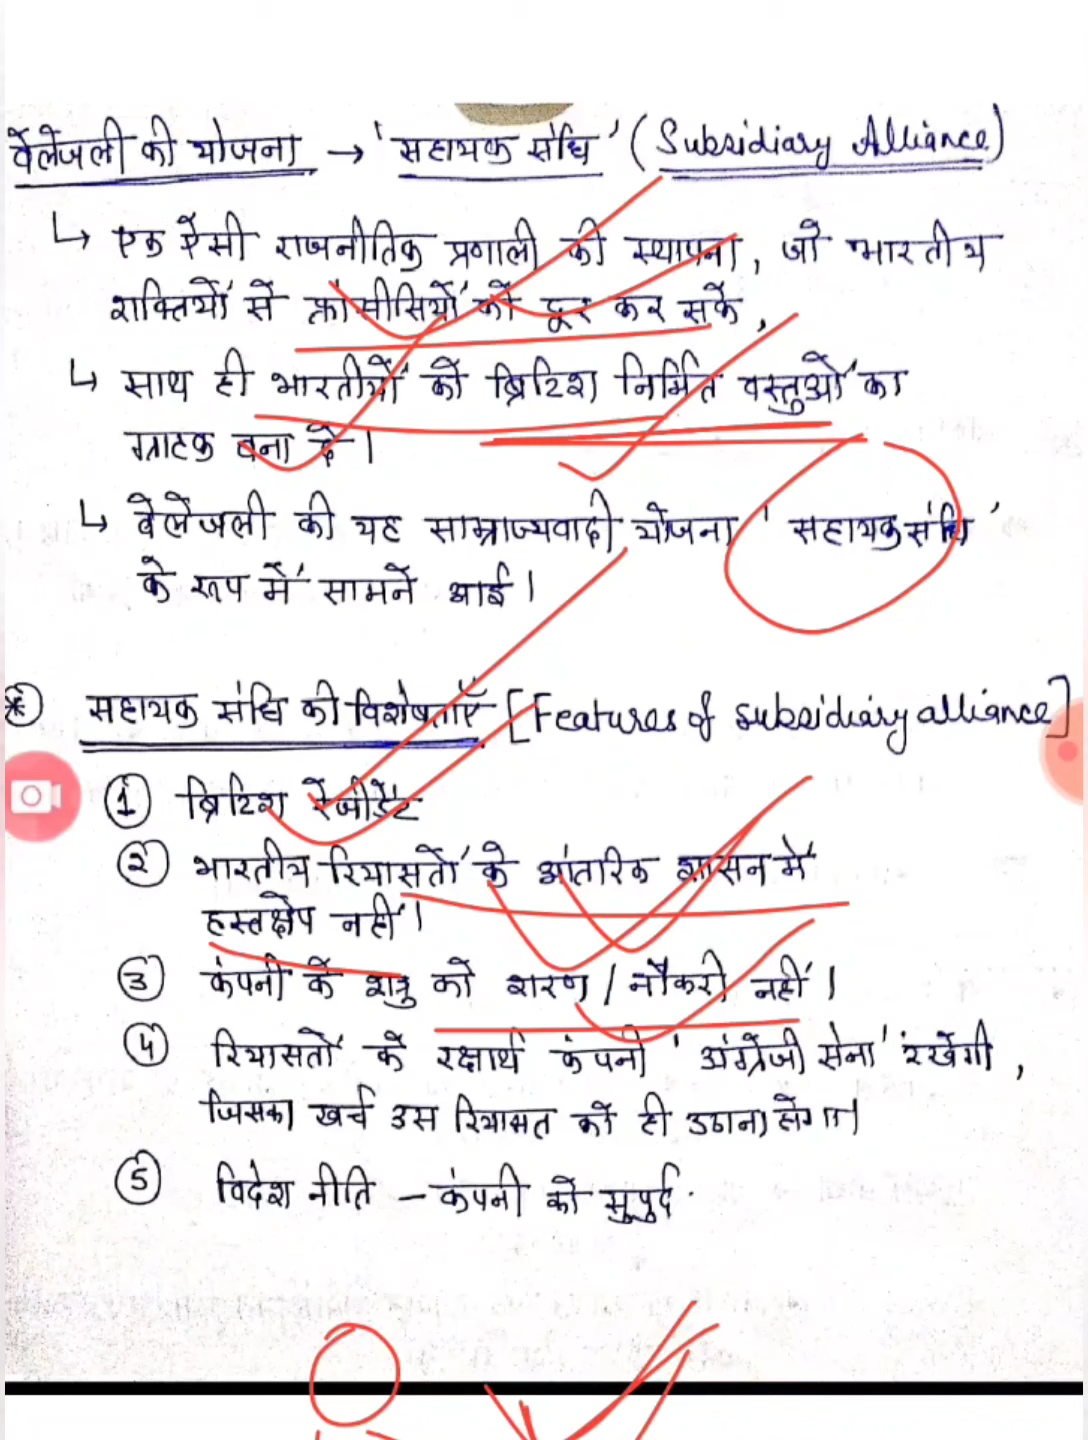 वेलेजली की योजना → 'सहायक संधि' (Subsidiary Alliance)
↳ एक ऐसी राजनीतिक प्रणाली की स्थापना, जो भारतीय
शक्तियों से फ्रांसीसियों को दूर कर सके,
↳ साथ ही भारतीयों को ब्रिटिश निर्मित वस्तुओं का
ग्राहक बना दे।
↳ वेलेजली की यह साम्राज्यवादी योजना 'सहायक संधि'
के रूप में सामने आई।
* सहायक संधि की विशेषताएँ [Features of subsidiary alliance]
① ब्रिटिश रेजीडेंट
② भारतीय रियासतों के आंतरिक शासन में
हस्तक्षेप नहीं।
③ कंपनी के शत्रु को शरण / नौकरी नहीं।
④ रियासतों के रक्षार्थ कंपनी 'अंग्रेजी सेना' रखेंगी,
जिसका खर्च उस रियासत को ही उठाना होगा।
⑤ विदेश नीति – कंपनी को सुपुर्द.